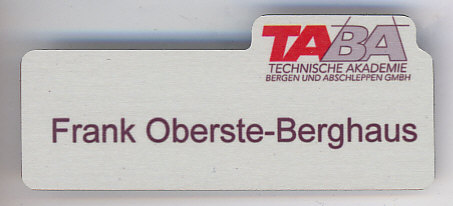 TABA
TECHNISCHE AKADEMIE
BERGEN UND ABSCHLEPPEN GMBH
Frank Oberste-Berghaus